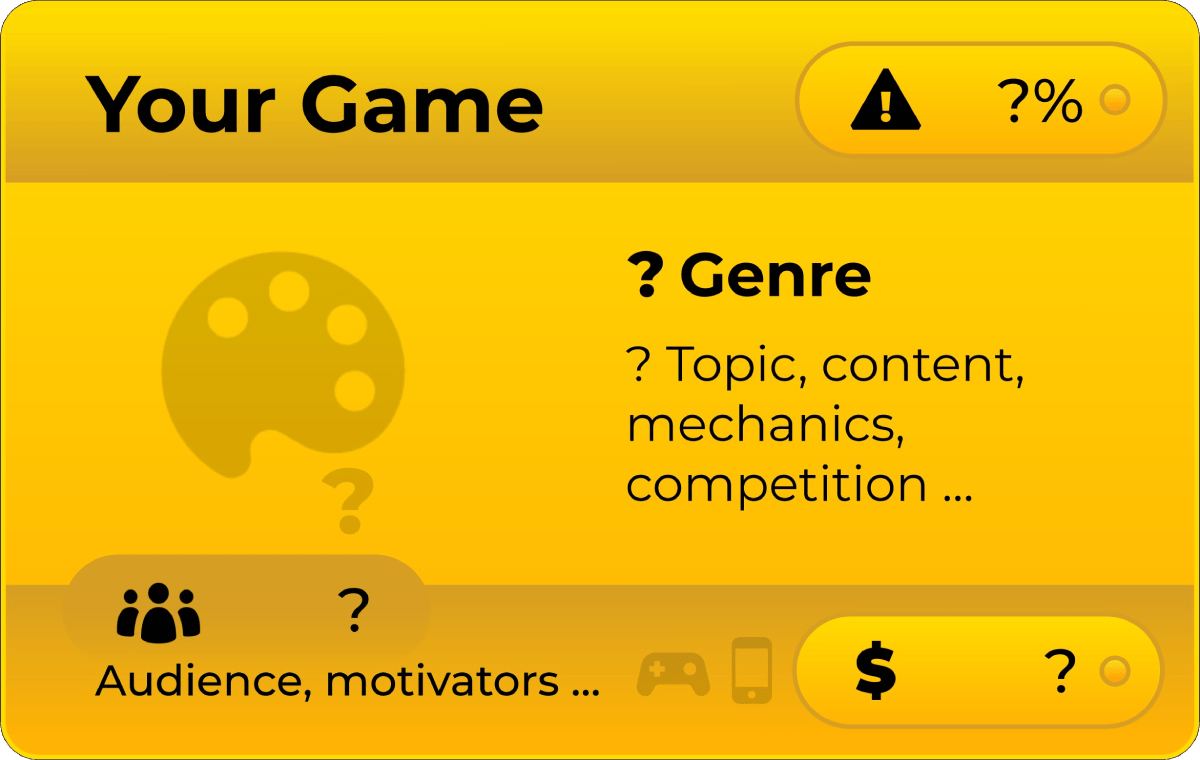 Your Game
?%
? Genre
? Topic, content,
mechanics,
competition ...
?
?
Audience, motivators ...
$ ?